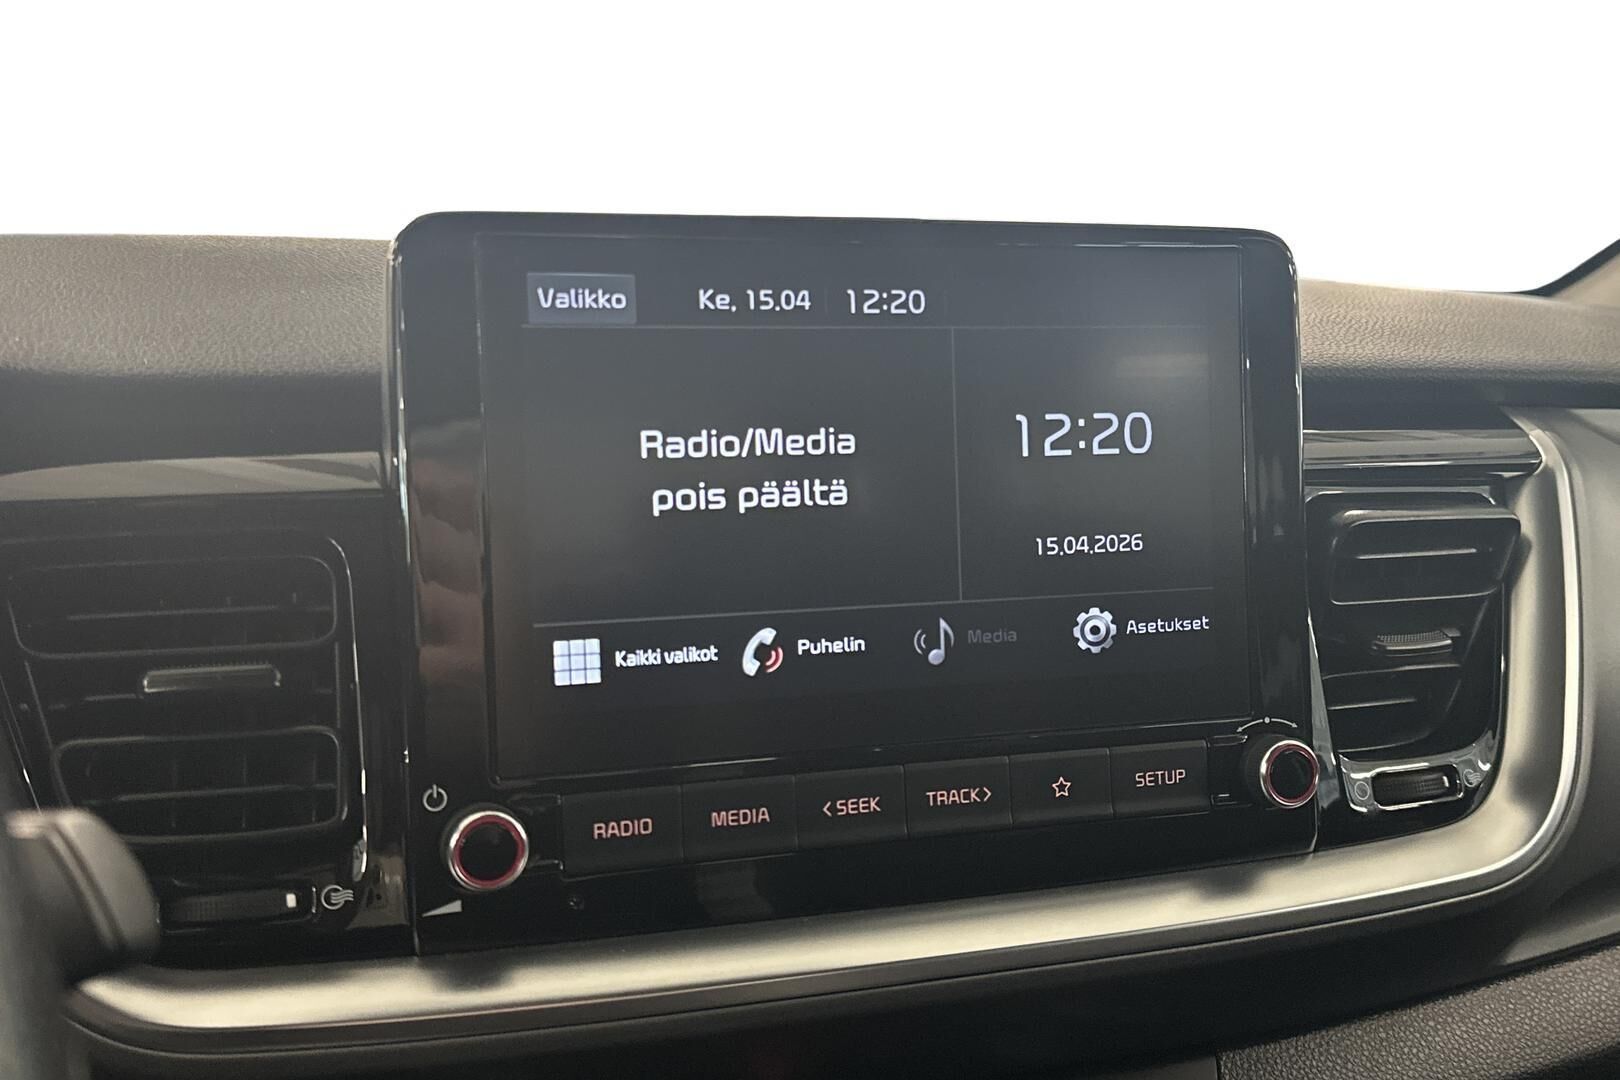 Valikko
Ke, 15.04
12:20
Radio/Media
pois päältä
12:20
15.04.2026
Kaikki valikot
Puhelin
Media
Asetukset
RADIO
MEDIA
<SEEK
TRACK>
SETUP